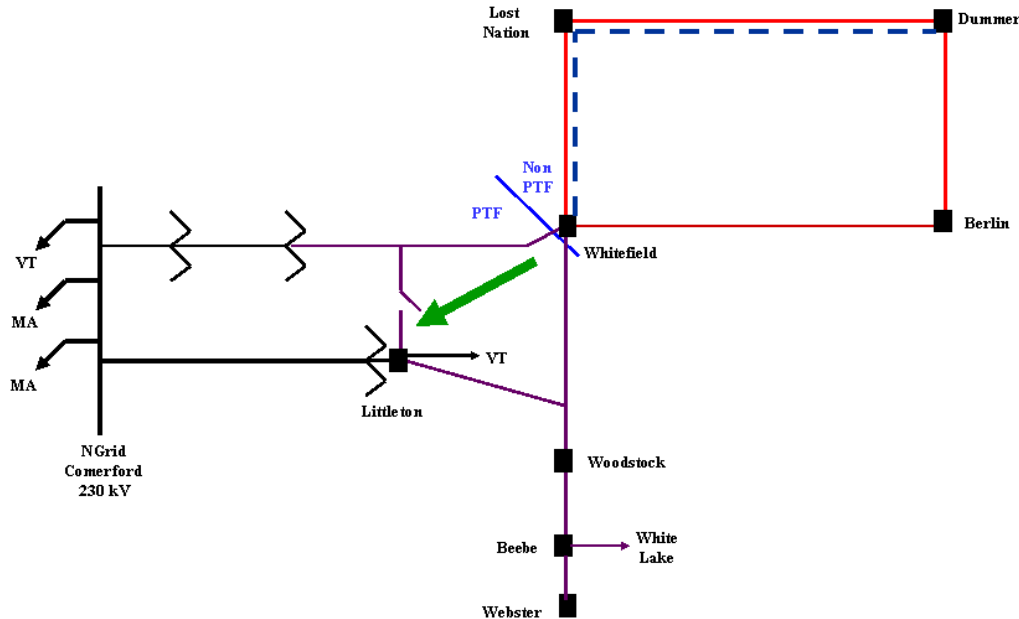 Lost
Nation
Dummer
Non
PTF
PTF
Berlin
Whitefield
VT
MA
VT
MA
Littleton
NGrid
Comerford
230 kV
Woodstock
Beebe
White
Lake
Webster